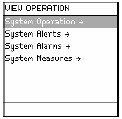 VIEW OPERATION
System Operation →
System Alerts →
System Alarms →
System Measures →